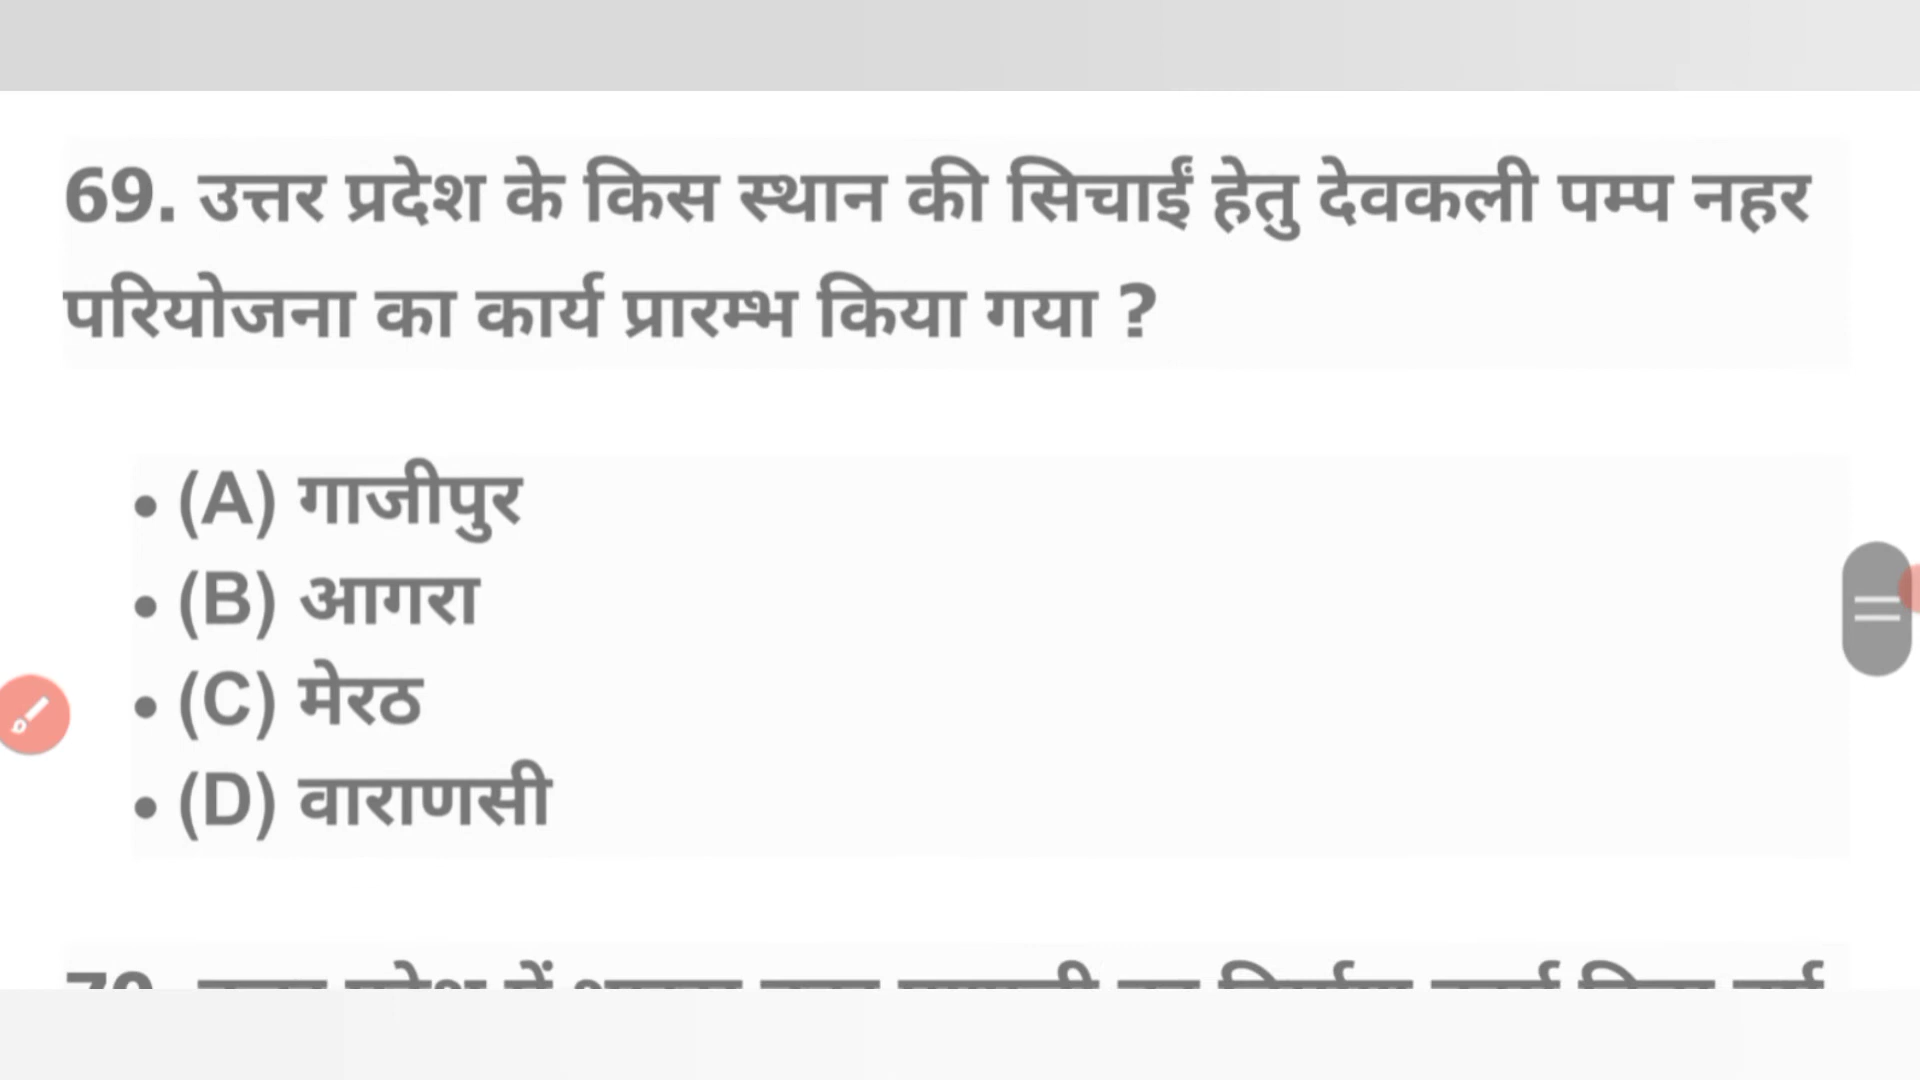 69. उत्तर प्रदेश के किस स्थान की सिचाईं हेतु देवकली पम्प नहर
परियोजना का कार्य प्रारम्भ किया गया ?
• (A) गाजीपुर
• (B) आगरा
• (C) मेरठ
• (D) वाराणसी